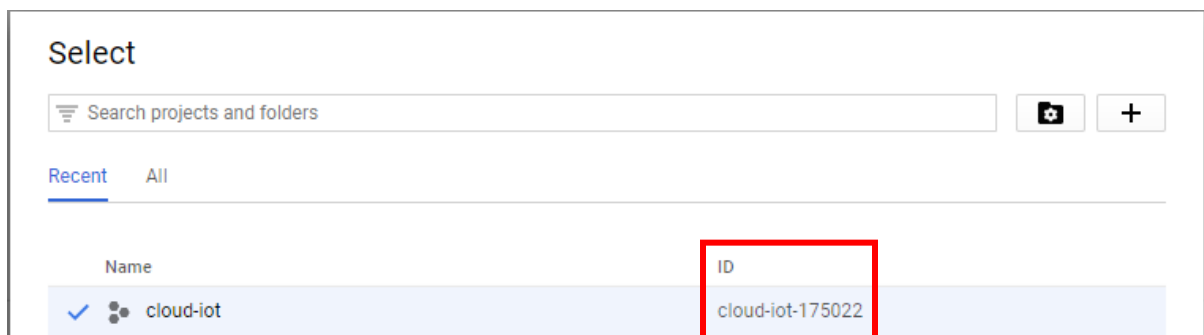 Select
Search projects and folders
Recent All
Name ID
cloud-iot cloud-iot-175022